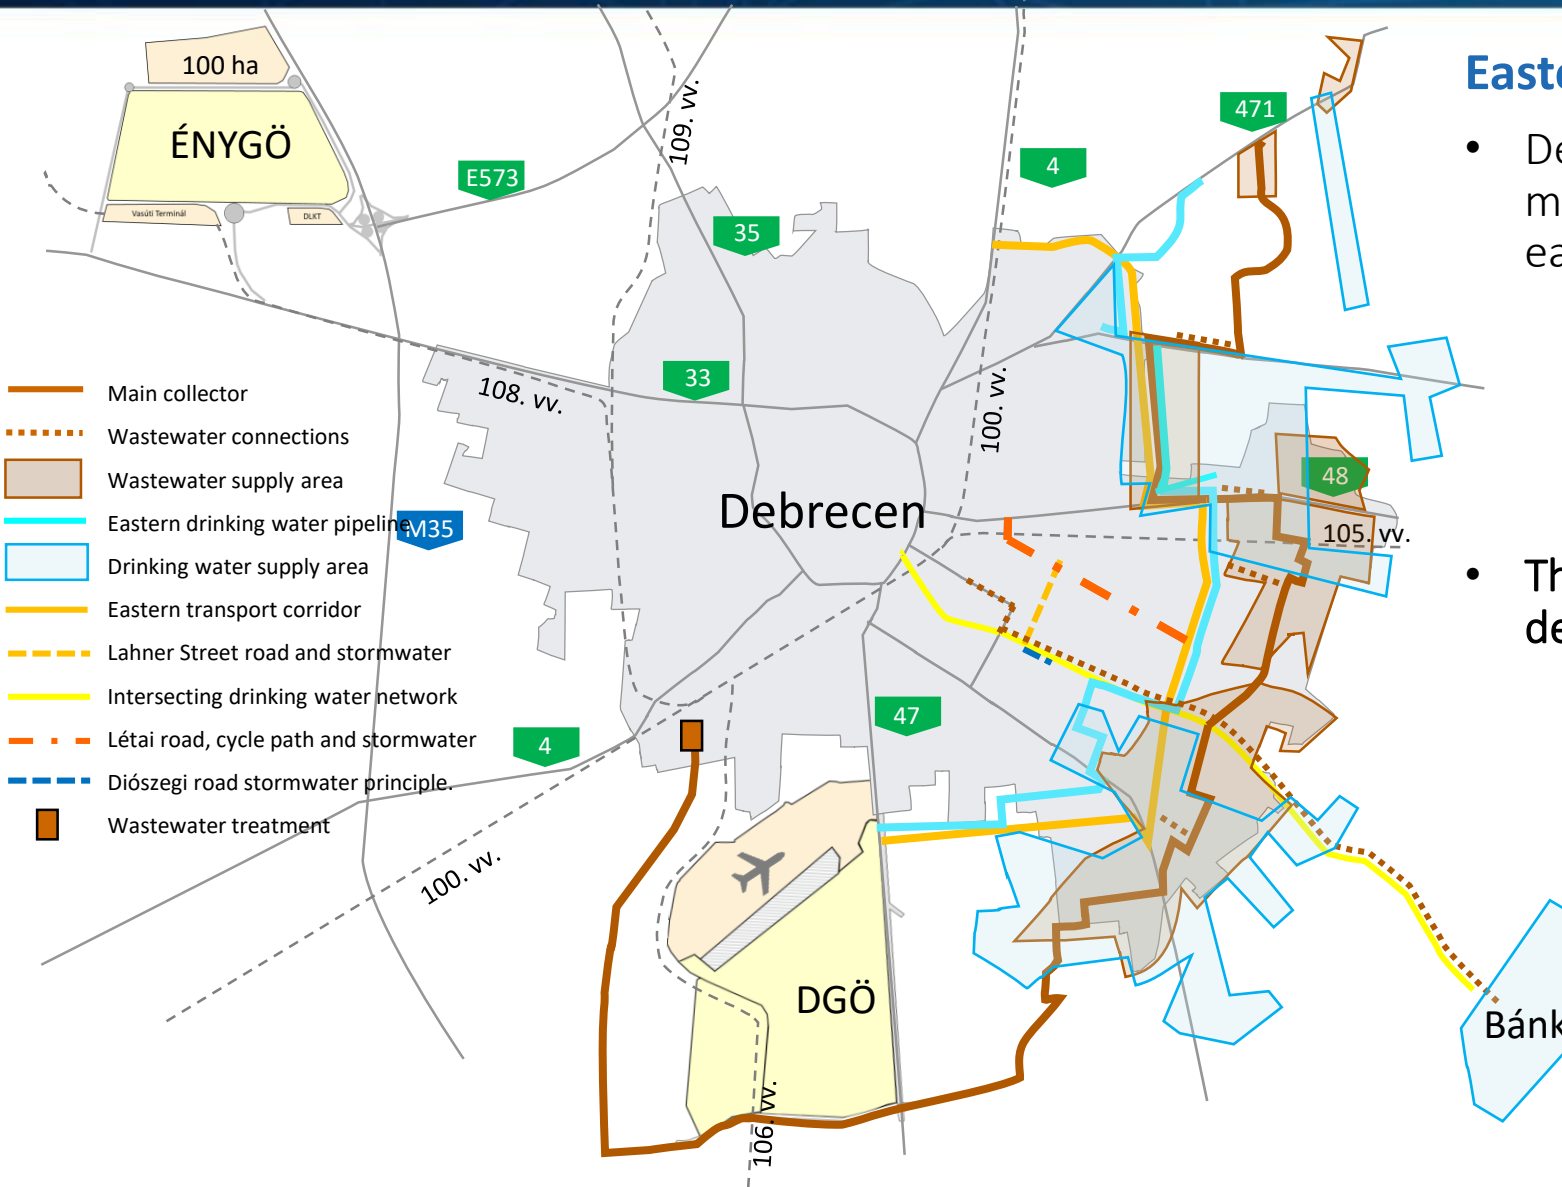 100 ha
ÉNYGÖ
Vasúti Terminál
DLKT
E573
109. vv.
35
4
471
33
108. vv.
100. vv.
48
105. vv.
Debrecen
M35
Main collector
Wastewater connections
Wastewater supply area
Eastern drinking water pipeline
Drinking water supply area
Eastern transport corridor
Lahner Street road and stormwater
Intersecting drinking water network
Létai road, cycle path and stormwater
Diószegi road stormwater principle.
Wastewater treatment
4
47
100. vv.
DGÖ
106. vv.
Bánk
Easte
• De
m
ea
• Th
de